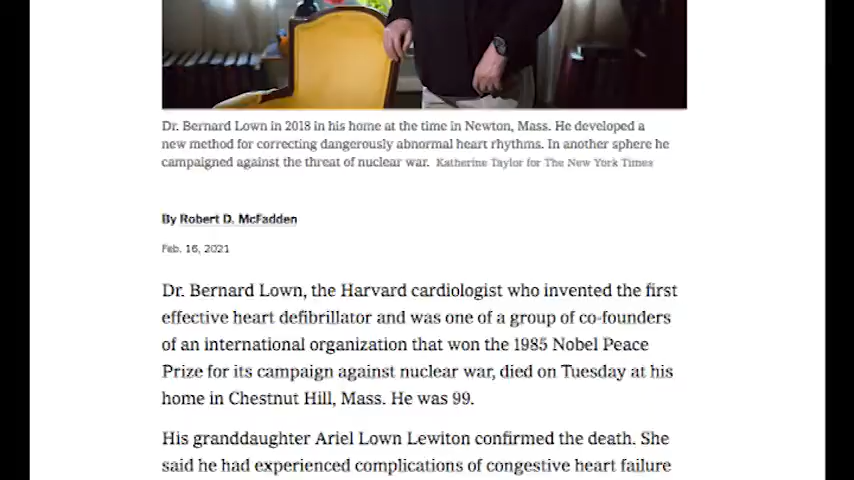 Dr. Bernard Lown in 2018 in his home at the time in Newton, Mass. He developed a
new method for correcting dangerously abnormal heart rhythms. In another sphere he
campaigned against the threat of nuclear war. Katherine Taylor for The New York Times
By Robert D. McFadden
Feb. 16, 2021
Dr. Bernard Lown, the Harvard cardiologist who invented the first
effective heart defibrillator and was one of a group of co-founders
of an international organization that won the 1985 Nobel Peace
Prize for its campaign against nuclear war, died on Tuesday at his
home in Chestnut Hill, Mass. He was 99.
His granddaughter Ariel Lown Lewiton confirmed the death. She
said he had experienced complications of congestive heart failure